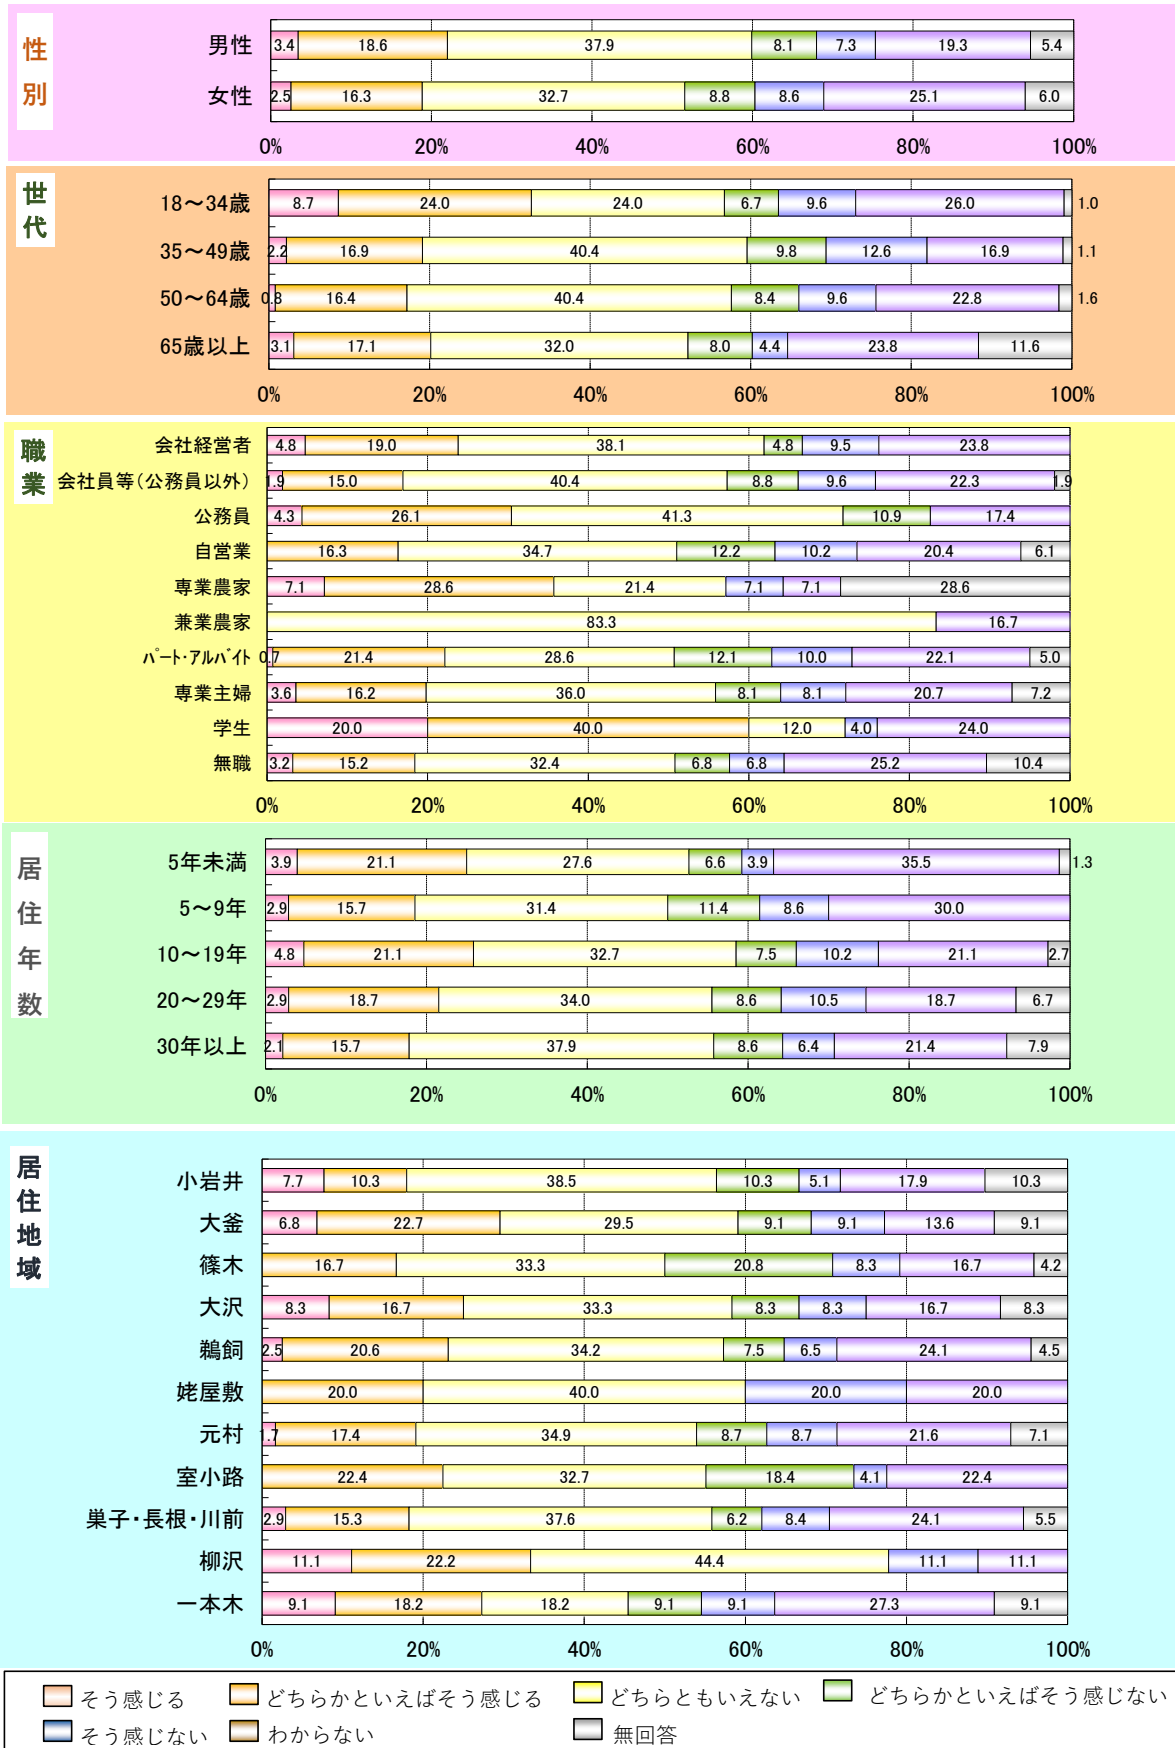 性別
男性 3.4 18.6 37.9 8.1 7.3 19.3 5.4
女性 2.5 16.3 32.7 8.8 8.6 25.1 6.0
0% 20% 40% 60% 80% 100%
世代
18～34歳 8.7 24.0 24.0 6.7 9.6 26.0 1.0
35～49歳 2.2 16.9 40.4 9.8 12.6 16.9 1.1
50～64歳 0.8 16.4 40.4 8.4 9.6 22.8 1.6
65歳以上 3.1 17.1 32.0 8.0 4.4 23.8 11.6
0% 20% 40% 60% 80% 100%
職業
会社経営者 4.8 19.0 38.1 4.8 9.5 23.8
会社員等（公務員以外） 1.9 15.0 40.4 8.8 9.6 22.3 1.9
公務員 4.3 26.1 41.3 10.9 17.4
自営業 16.3 34.7 12.2 10.2 20.4 6.1
専業農家 7.1 28.6 21.4 7.1 7.1 28.6
兼業農家 83.3 16.7
ﾊﾟｰﾄ･ｱﾙﾊﾞｲﾄ 0.7 21.4 28.6 12.1 10.0 22.1 5.0
専業主婦 3.6 16.2 36.0 8.1 8.1 20.7 7.2
学生 20.0 40.0 12.0 4.0 24.0
無職 3.2 15.2 32.4 6.8 6.8 25.2 10.4
0% 20% 40% 60% 80% 100%
居住年数
5年未満 3.9 21.1 27.6 6.6 3.9 35.5 1.3
5～9年 2.9 15.7 31.4 11.4 8.6 30.0
10～19年 4.8 21.1 32.7 7.5 10.2 21.1 2.7
20～29年 2.9 18.7 34.0 8.6 10.5 18.7 6.7
30年以上 2.1 15.7 37.9 8.6 6.4 21.4 7.9
0% 20% 40% 60% 80% 100%
居住地域
小岩井 7.7 10.3 38.5 10.3 5.1 17.9 10.3
大釜 6.8 22.7 29.5 9.1 9.1 13.6 9.1
篠木 16.7 33.3 20.8 8.3 16.7 4.2
大沢 8.3 16.7 33.3 8.3 8.3 16.7 8.3
鵜飼 2.5 20.6 34.2 7.5 6.5 24.1 4.5
姥屋敷 20.0 40.0 20.0 20.0
元村 1.7 17.4 34.9 8.7 8.7 21.6 7.1
室小路 22.4 32.7 18.4 4.1 22.4
巣子・長根・川前 2.9 15.3 37.6 6.2 8.4 24.1 5.5
柳沢 11.1 22.2 44.4 11.1 11.1
一本木 9.1 18.2 18.2 9.1 9.1 27.3 9.1
0% 20% 40% 60% 80% 100%
そう感じる どちらかといえばそう感じる どちらともいえない どちらかといえばそう感じない
そう感じない わからない 無回答